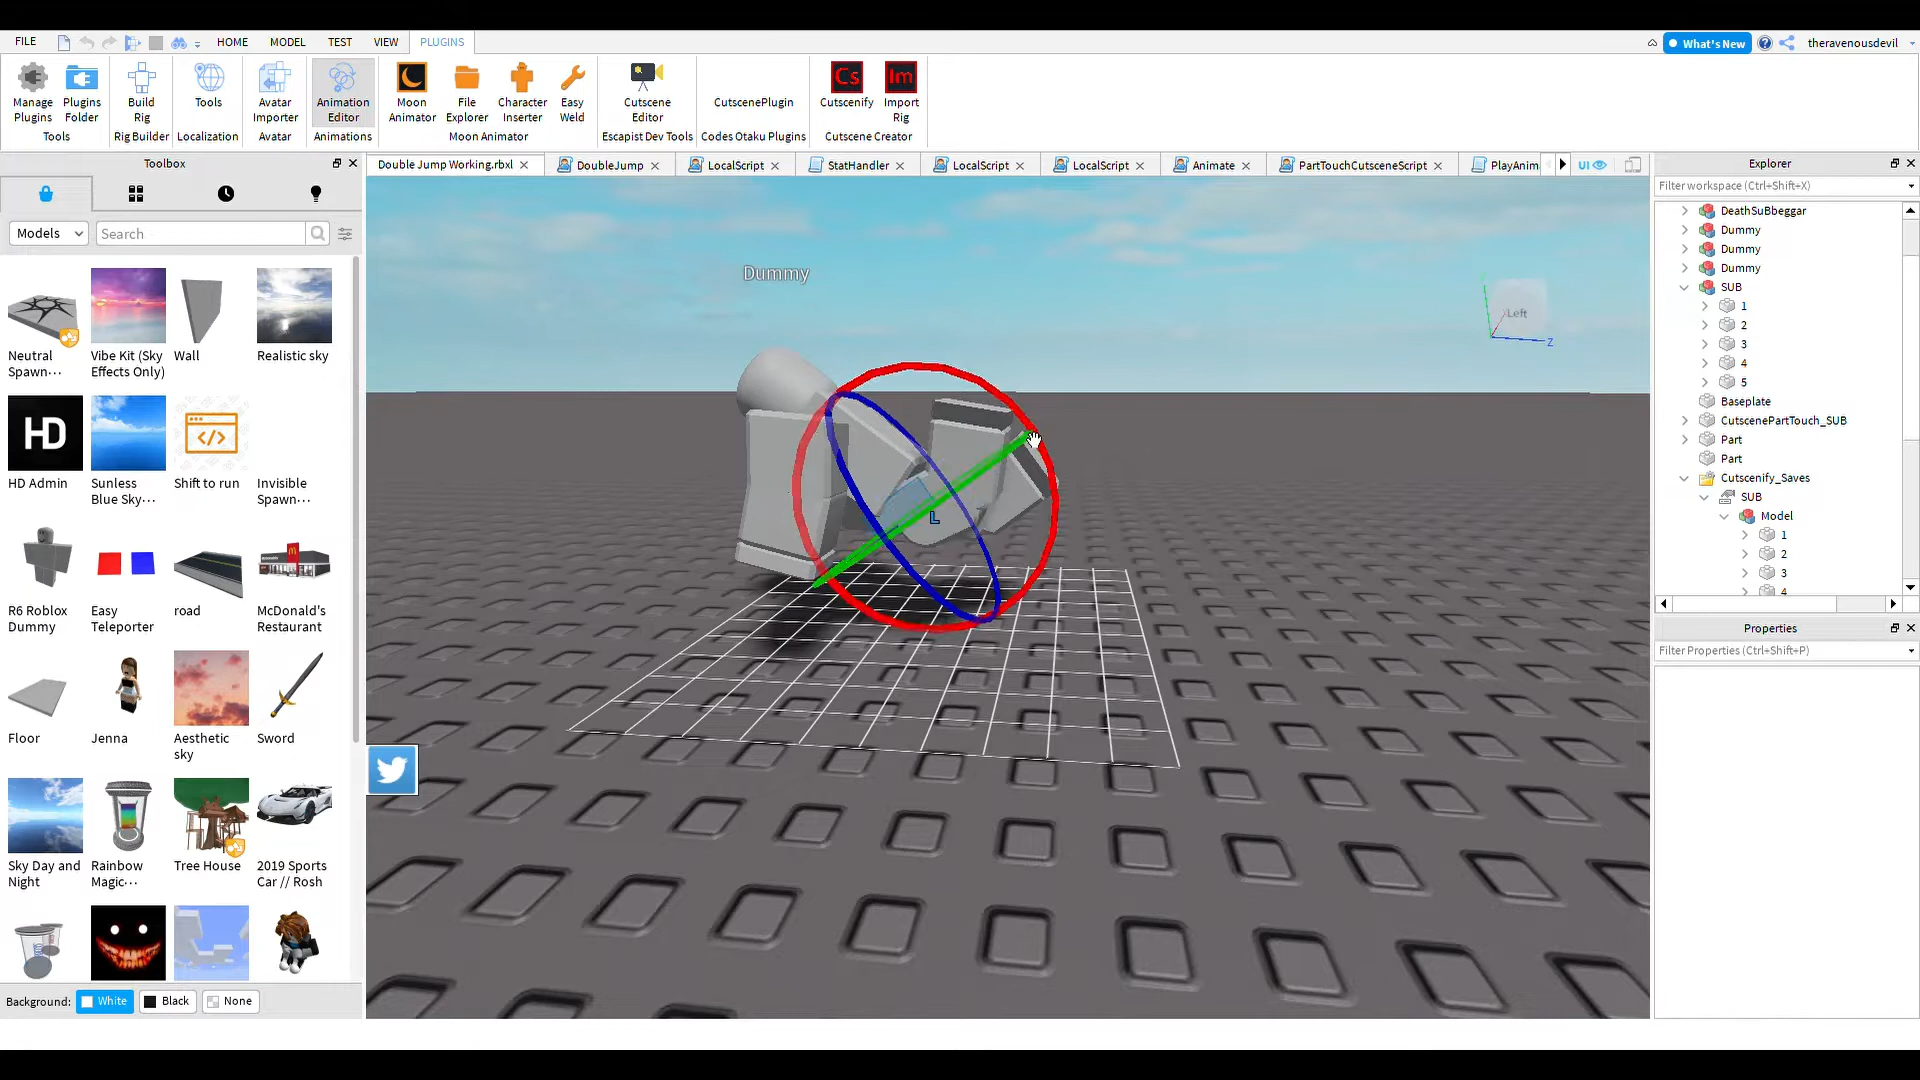 FILE
HOME
MODEL
TEST
VIEW
PLUGINS
What's New
theravenousdevil
Manage Plugins
Plugins Folder
Build Rig
Tools
Avatar Importer
Animation Editor
Moon Animator
File Explorer
Character Inserter
Easy Weld
Cutscene Editor
CutscenePlugin
Cs
Cutscenify
Im
Import Rig
Tools
Rig Builder
Localization
Avatar
Animations
Moon Animator
Escapist Dev Tools
Codes Otaku Plugins
Cutscene Creator
Toolbox
Double Jump Working.rbxl
DoubleJump
LocalScript
StatHandler
LocalScript
LocalScript
Animate
PartTouchCutsceneScript
PlayAnim
UI
Models
Search
Neutral Spawn...
Vibe Kit (Sky Effects Only)
Wall
Realistic sky
HD
HD Admin
Sunless Blue Sky...
Shift to run
Invisible Spawn...
R6 Roblox Dummy
Easy Teleporter
road
McDonald's Restaurant
Floor
Jenna
Aesthetic sky
Sword
Sky Day and Night
Rainbow Magic...
Tree House
2019 Sports Car // Rosh
Background:
White
Black
None
Dummy
Left
Z
L
Explorer
Filter workspace (Ctrl+Shift+X)
DeathSuBbeggar
Dummy
Dummy
Dummy
SUB
1
2
3
4
5
Baseplate
CutscenePartTouch_SUB
Part
Part
Cutscenify_Saves
SUB
Model
1
2
3
4
Properties
Filter Properties (Ctrl+Shift+P)